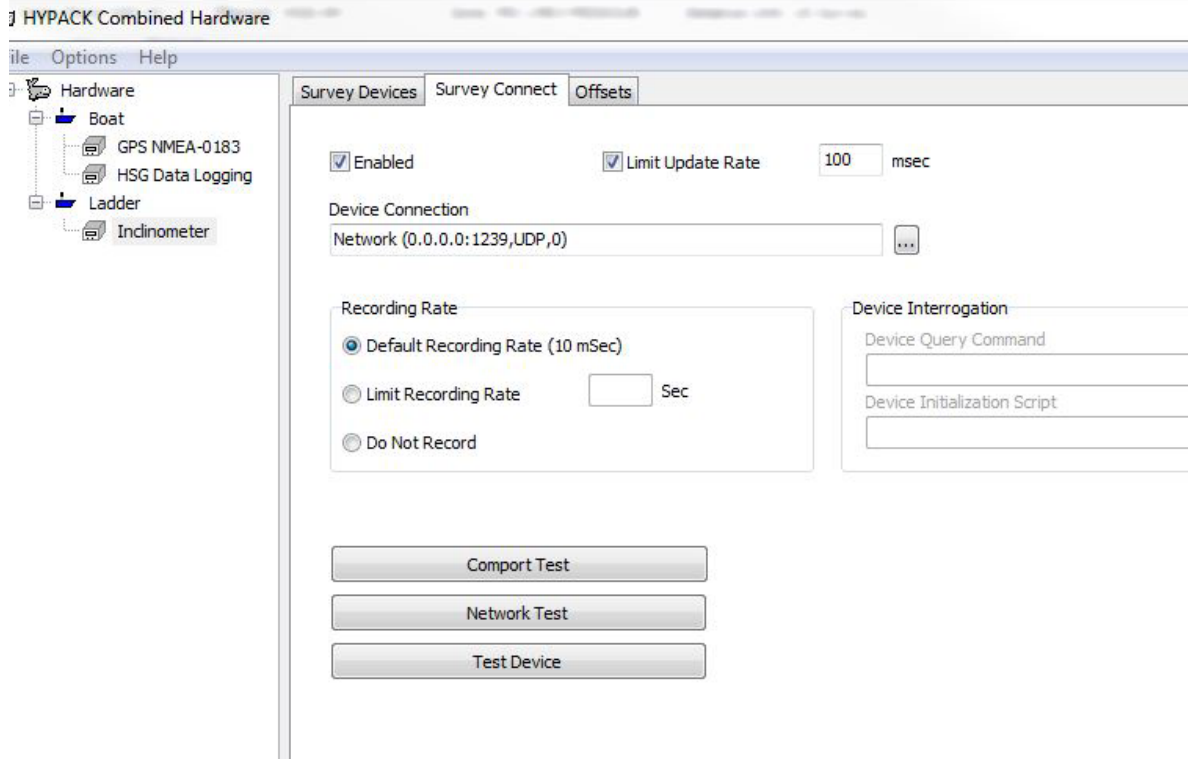 HYPACK Combined Hardware
ile Options Help
Hardware
Boat
GPS NMEA-0183
HSG Data Logging
Ladder
Inclinometer
Survey Devices Survey Connect Offsets
Enabled Limit Update Rate 100 msec
Device Connection
Network (0.0.0.0:1239,UDP,0) ...
Recording Rate
Default Recording Rate (10 mSec)
Limit Recording Rate Sec
Do Not Record
Device Interrogation
Device Query Command
Device Initialization Script
Comport Test
Network Test
Test Device